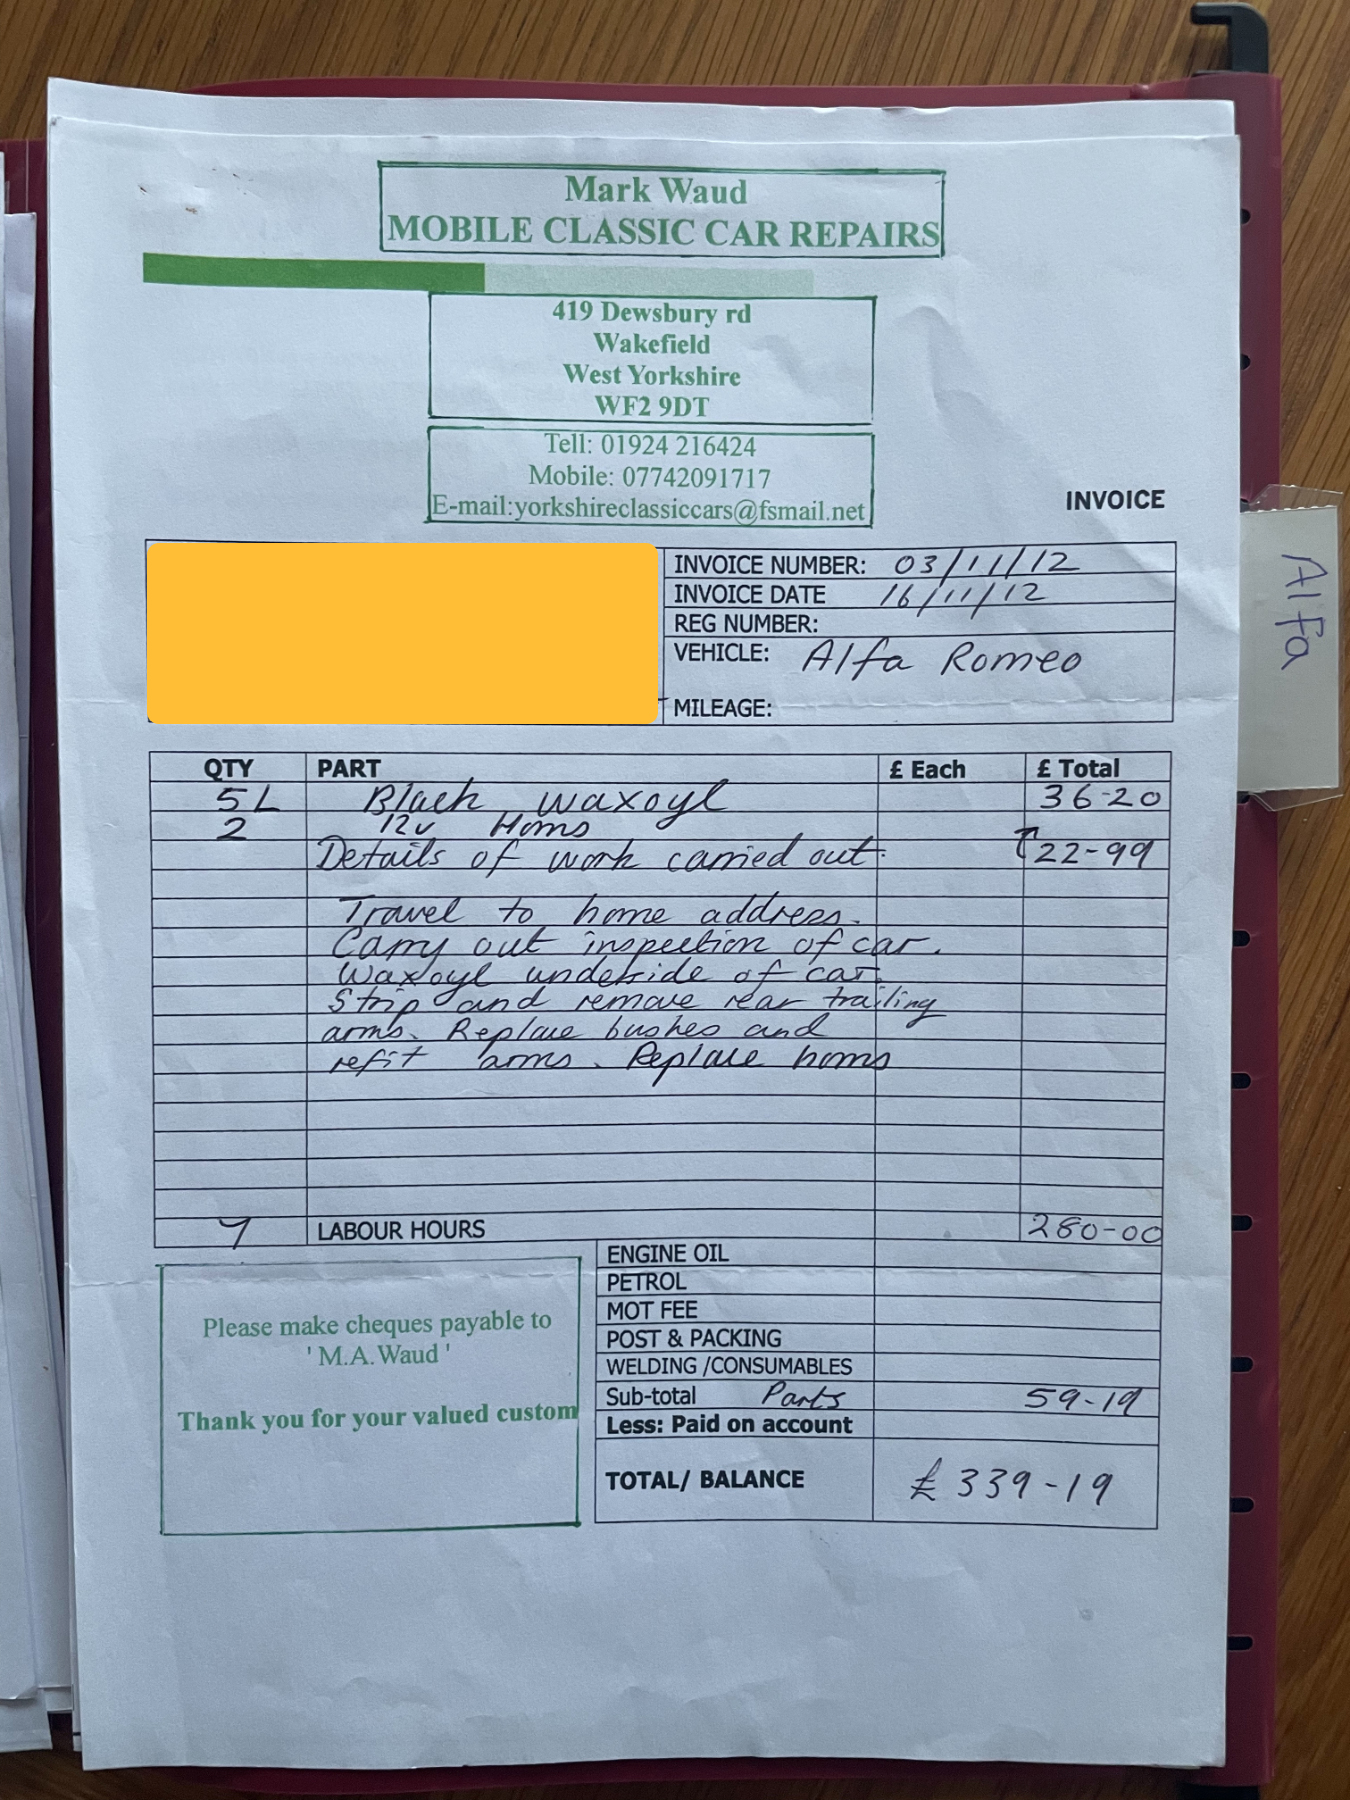 Mark Waud
MOBILE CLASSIC CAR REPAIRS
419 Dewsbury rd
Wakefield
West Yorkshire
WF2 9DT
Tell: 01924 216424
Mobile: 07742091717
E-mail:yorkshireclassiccars@fsmail.net
INVOICE
INVOICE NUMBER: 03/11/12
INVOICE DATE 16/11/12
REG NUMBER:
VEHICLE: Alfa Romeo
MILEAGE:
Alfa
QTY PART £ Each £ Total
5L Black waxoyl 36-20
2 12v Horns
Details of work carried out. ↑22-99
Travel to home address.
Carry out inspection of car.
Waxoyl underside of car.
Strip and remove rear trailing
arms. Replace bushes and
refit arms. Replace horns
7 LABOUR HOURS 280-00
ENGINE OIL
PETROL
MOT FEE
POST & PACKING
WELDING /CONSUMABLES
Sub-total Parts 59-19
Less: Paid on account
TOTAL/ BALANCE £339-19
Please make cheques payable to
' M.A.Waud '
Thank you for your valued custom